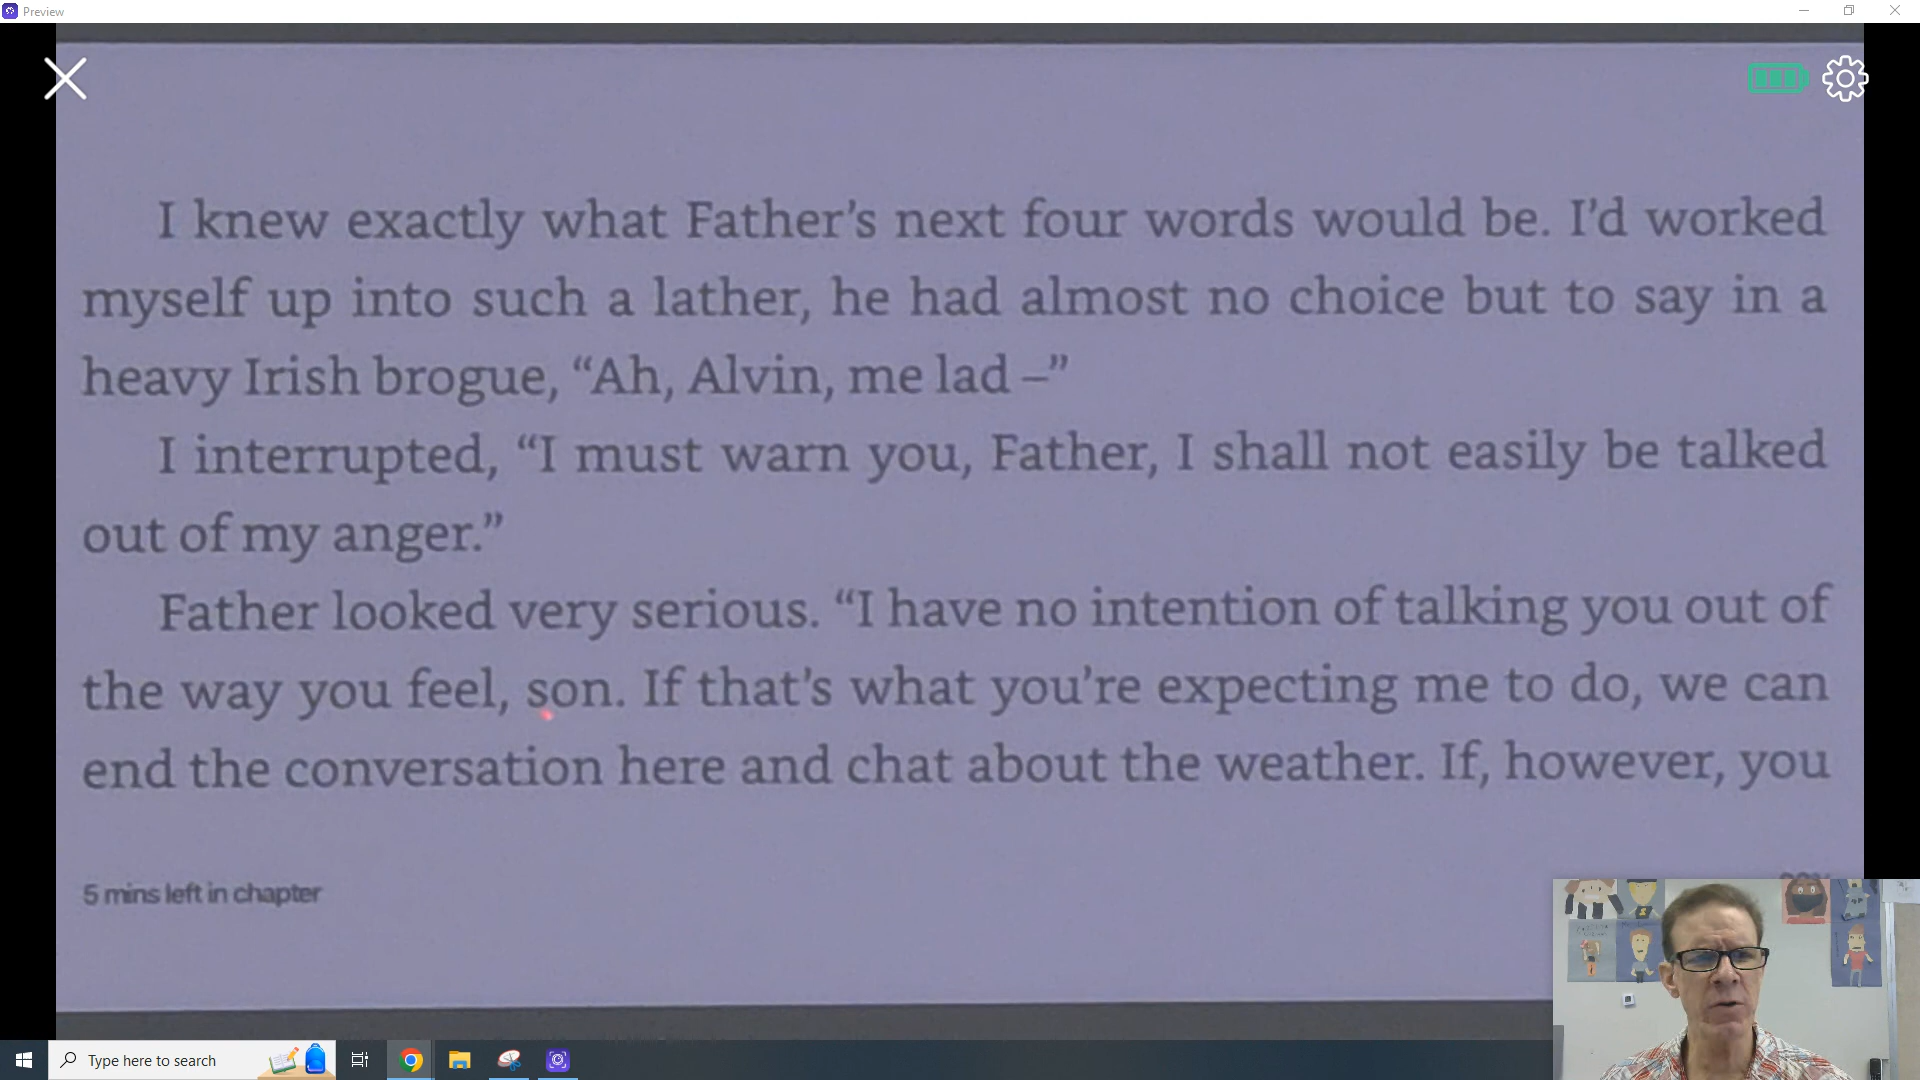 Preview
I knew exactly what Father’s next four words would be. I’d worked
myself up into such a lather, he had almost no choice but to say in a
heavy Irish brogue, “Ah, Alvin, me lad –”
I interrupted, “I must warn you, Father, I shall not easily be talked
out of my anger.”
Father looked very serious. “I have no intention of talking you out of
the way you feel, son. If that’s what you’re expecting me to do, we can
end the conversation here and chat about the weather. If, however, you
5 mins left in chapter
Type here to search